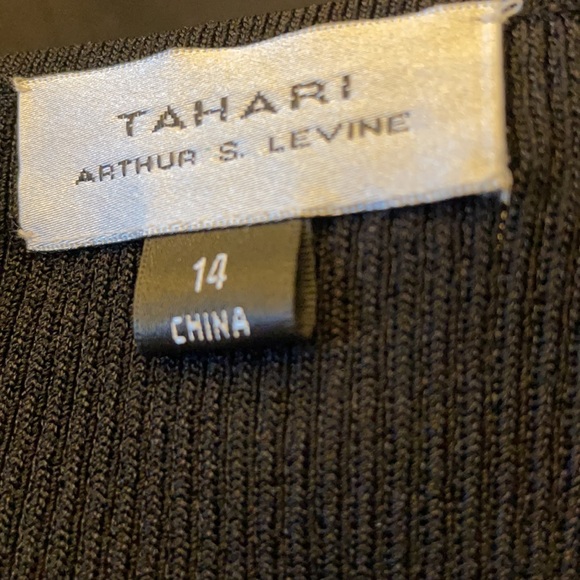 TAHARI
ARTHUR S. LEVINE
14
CHINA